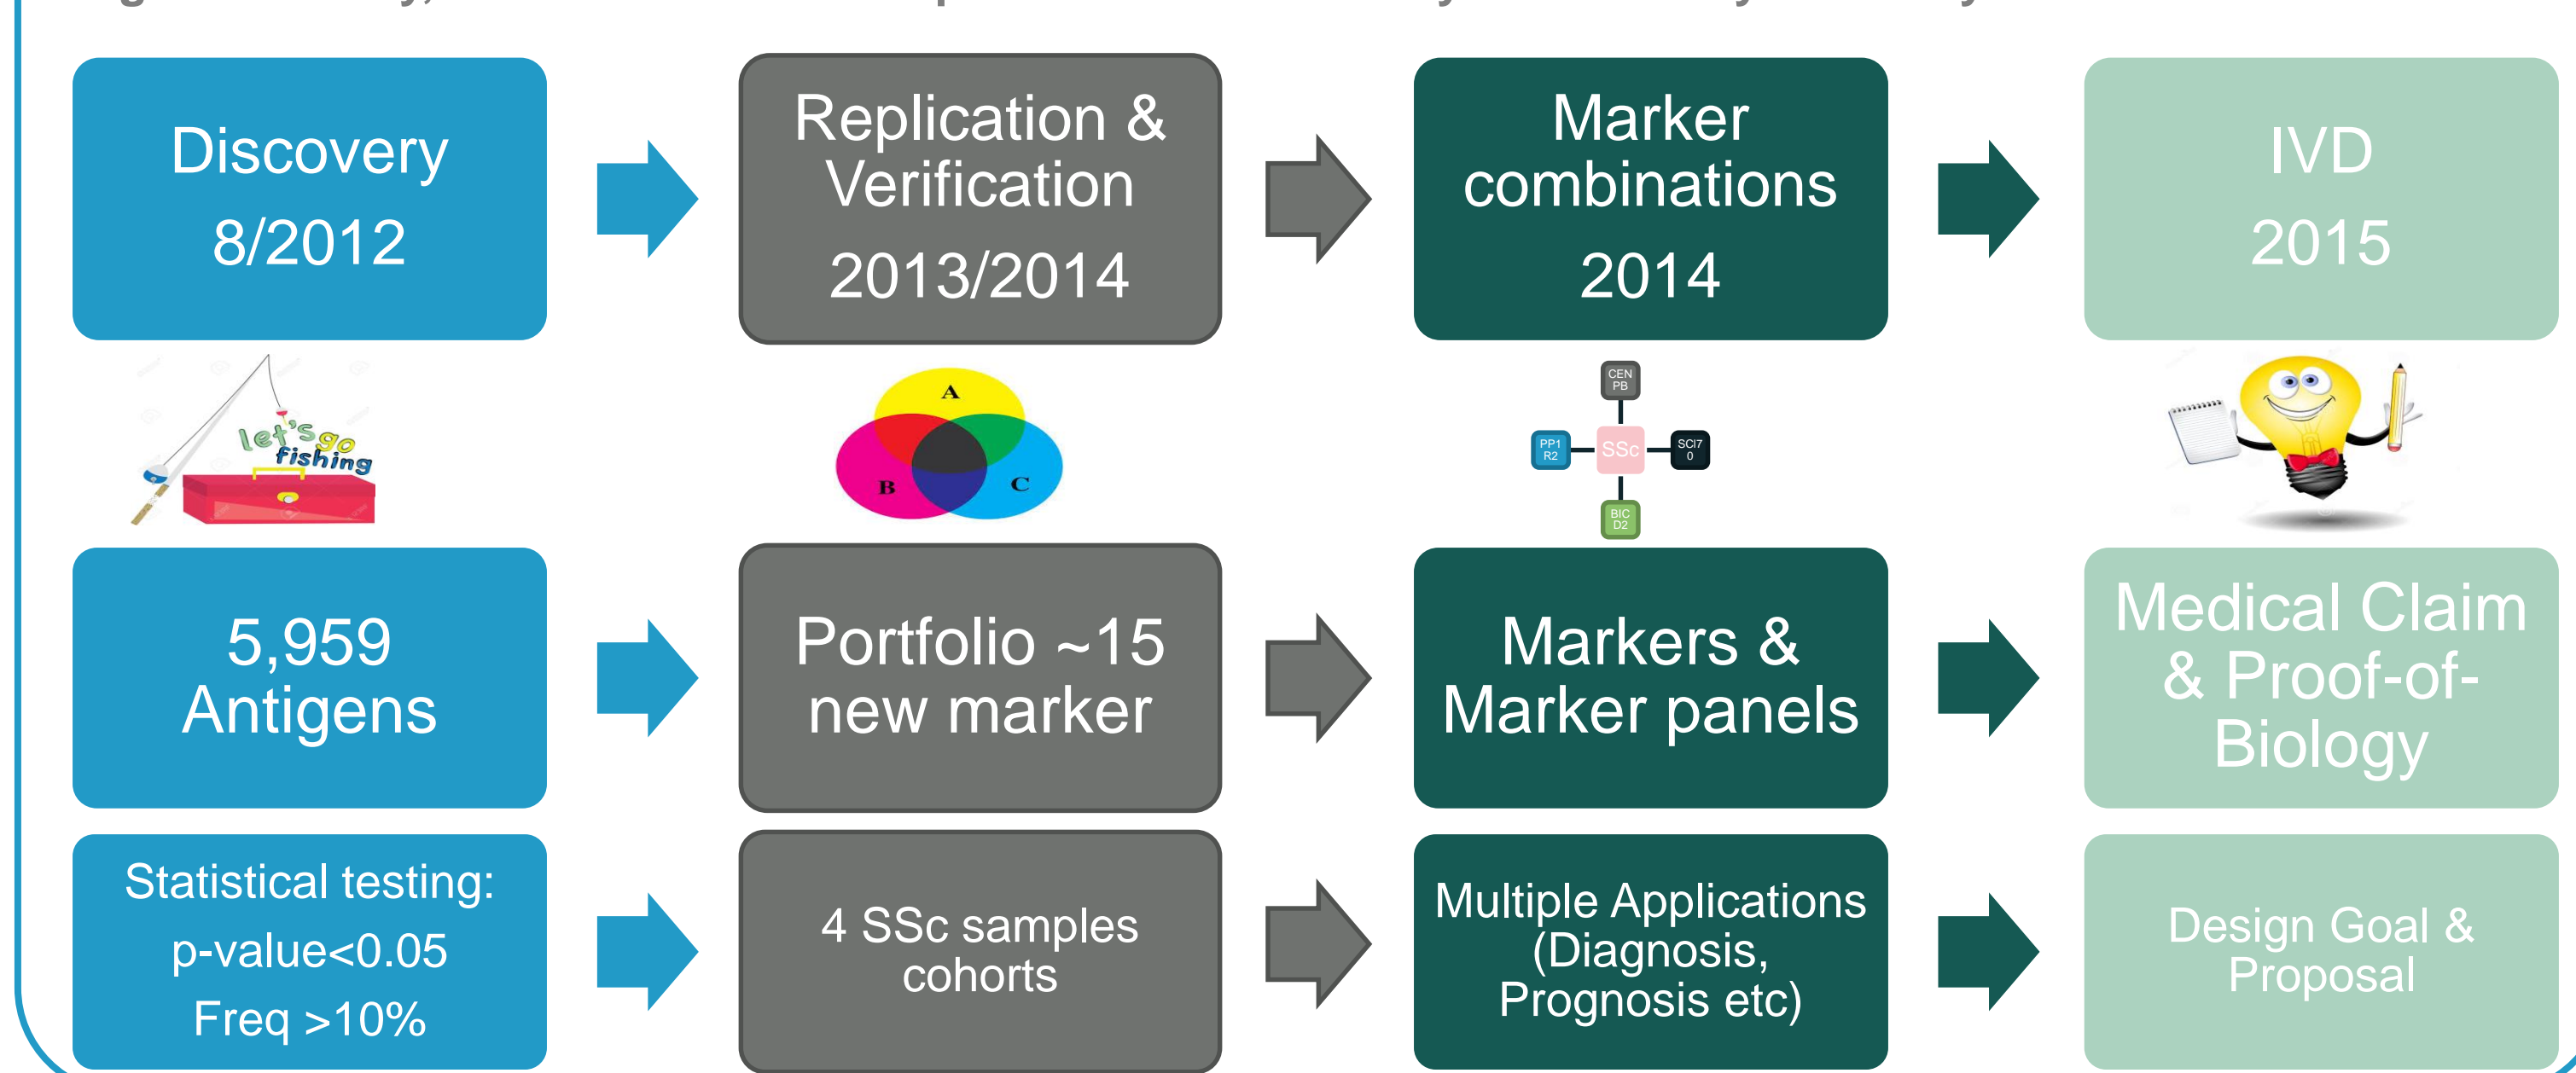 Discovery
8/2012
Replication &
Verification
2013/2014
Marker
combinations
2014
IVD
2015
let's go
fishing
A
B
C
CEN
PB
PP1
R2
SSc
SCl7
0
BIC
D2
5,959
Antigens
Portfolio ~15
new marker
Markers &
Marker panels
Medical Claim
& Proof-of-
Biology
Statistical testing:
p-value<0.05
Freq >10%
4 SSc samples
cohorts
Multiple Applications
(Diagnosis,
Prognosis etc)
Design Goal &
Proposal